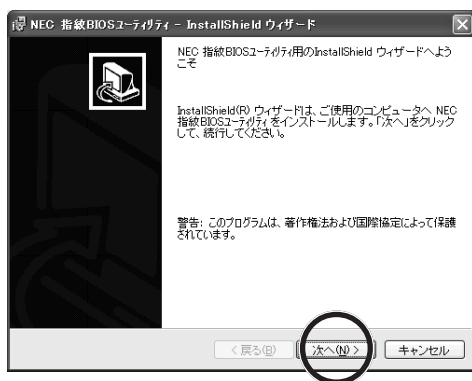 NEC 指紋BIOSユーティリティ - InstallShield ウィザード
NEC 指紋BIOSユーティリティ用のInstallShield ウィザードへよう
こそ
InstallShield(R) ウィザードは、ご使用のコンピュータへ NEC
指紋BIOSユーティリティ をインストールします。「次へ」をクリック
して、続行してください。
警告: このプログラムは、著作権法および国際協定によって保護
されています。
< 戻る(B)
次へ(N) >
キャンセル